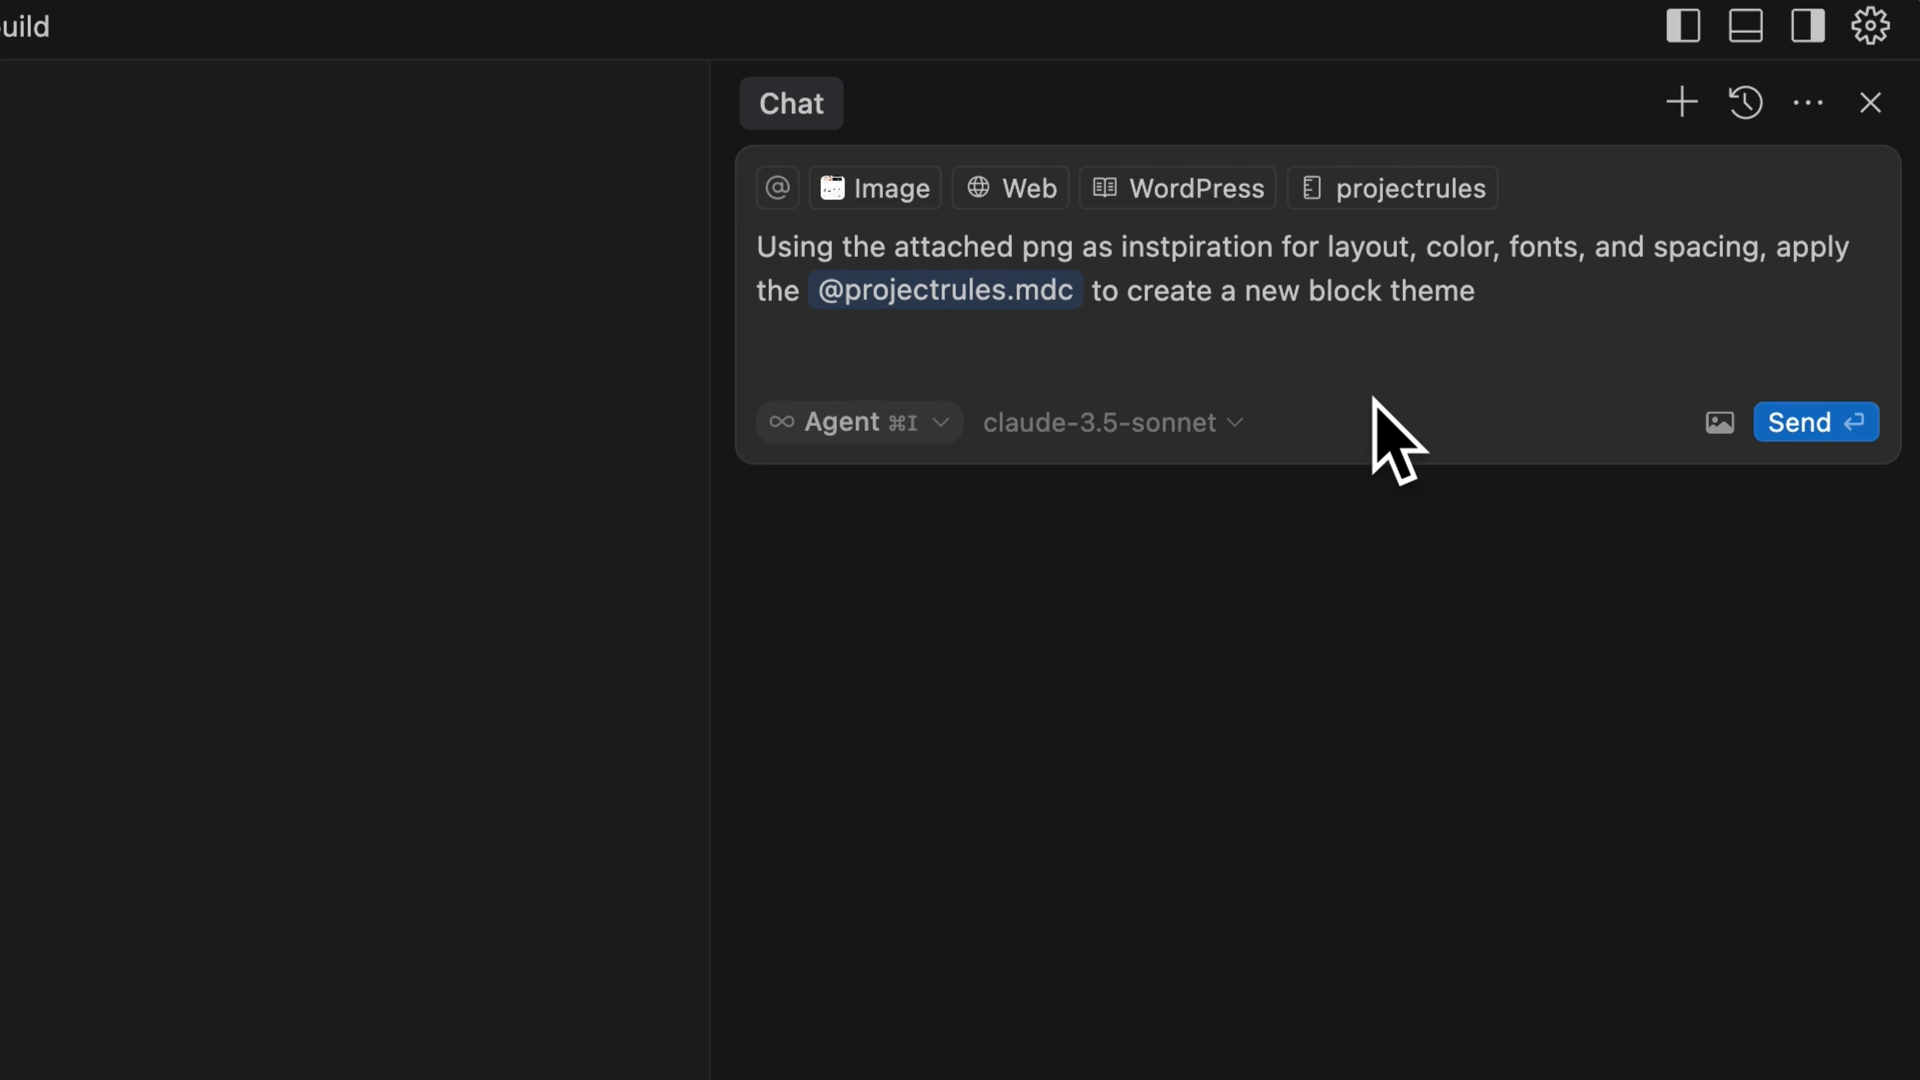 uild
Chat
@ Image Web WordPress projectrules
Using the attached png as instpiration for layout, color, fonts, and spacing, apply
the @projectrules.mdc to create a new block theme
Agent ⌘I claude-3.5-sonnet Send